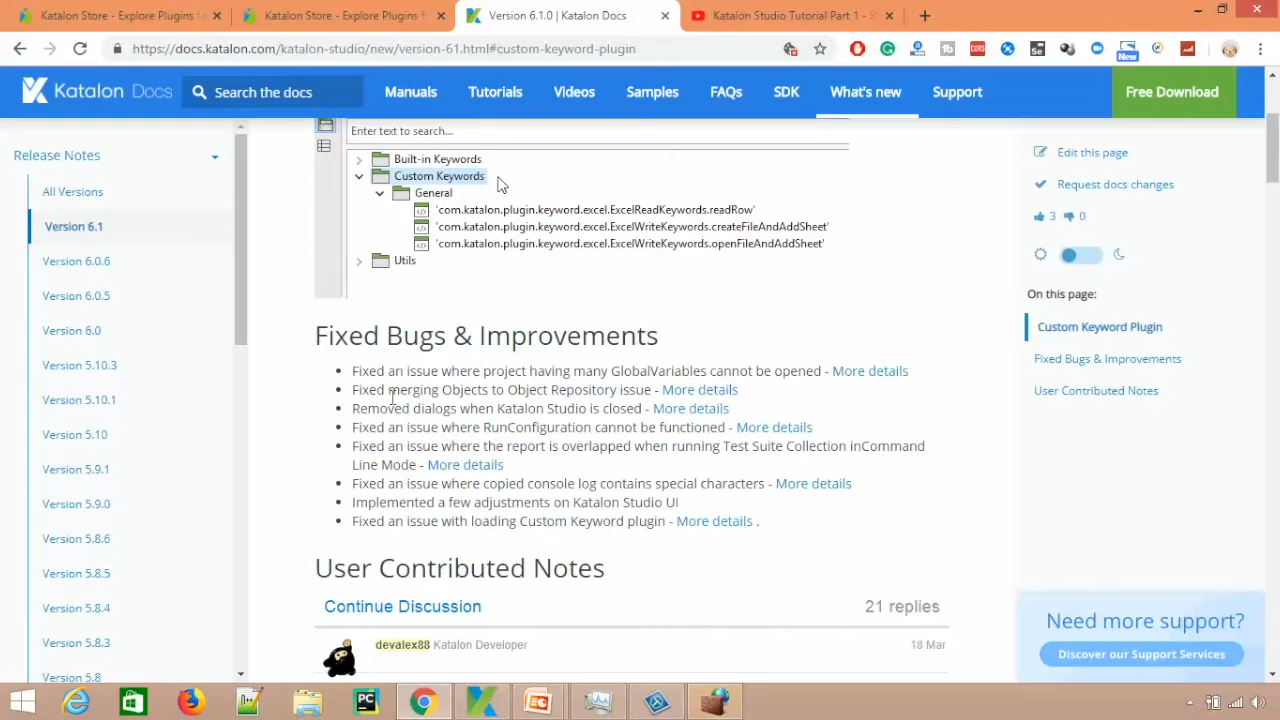 Katalon Store - Explore Plugins f
Katalon Store - Explore Plugins f
Version 6.1.0 | Katalon Docs
Katalon Studio Tutorial Part 1 - S
https://docs.katalon.com/katalon-studio/new/version-61.html#custom-keyword-plugin
New
Katalon Docs
Search the docs
Manuals
Tutorials
Videos
Samples
FAQs
SDK
What's new
Support
Free Download
Release Notes
All Versions
Version 6.1
Version 6.0.6
Version 6.0.5
Version 6.0
Version 5.10.3
Version 5.10.1
Version 5.10
Version 5.9.1
Version 5.9.0
Version 5.8.6
Version 5.8.5
Version 5.8.4
Version 5.8.3
Version 5.8
Enter text to search...
Built-in Keywords
Custom Keywords
General
'com.katalon.plugin.keyword.excel.ExcelReadKeywords.readRow'
'com.katalon.plugin.keyword.excel.ExcelWriteKeywords.createFileAndAddSheet'
'com.katalon.plugin.keyword.excel.ExcelWriteKeywords.openFileAndAddSheet'
Utils
Fixed Bugs & Improvements
• Fixed an issue where project having many GlobalVariables cannot be opened - More details
• Fixed merging Objects to Object Repository issue - More details
• Removed dialogs when Katalon Studio is closed - More details
• Fixed an issue where RunConfiguration cannot be functioned - More details
• Fixed an issue where the report is overlapped when running Test Suite Collection inCommand
Line Mode - More details
• Fixed an issue where copied console log contains special characters - More details
• Implemented a few adjustments on Katalon Studio UI
• Fixed an issue with loading Custom Keyword plugin - More details .
User Contributed Notes
Continue Discussion
21 replies
devalex88 Katalon Developer
18 Mar
Edit this page
Request docs changes
3
0
On this page:
Custom Keyword Plugin
Fixed Bugs & Improvements
User Contributed Notes
Need more support?
Discover our Support Services